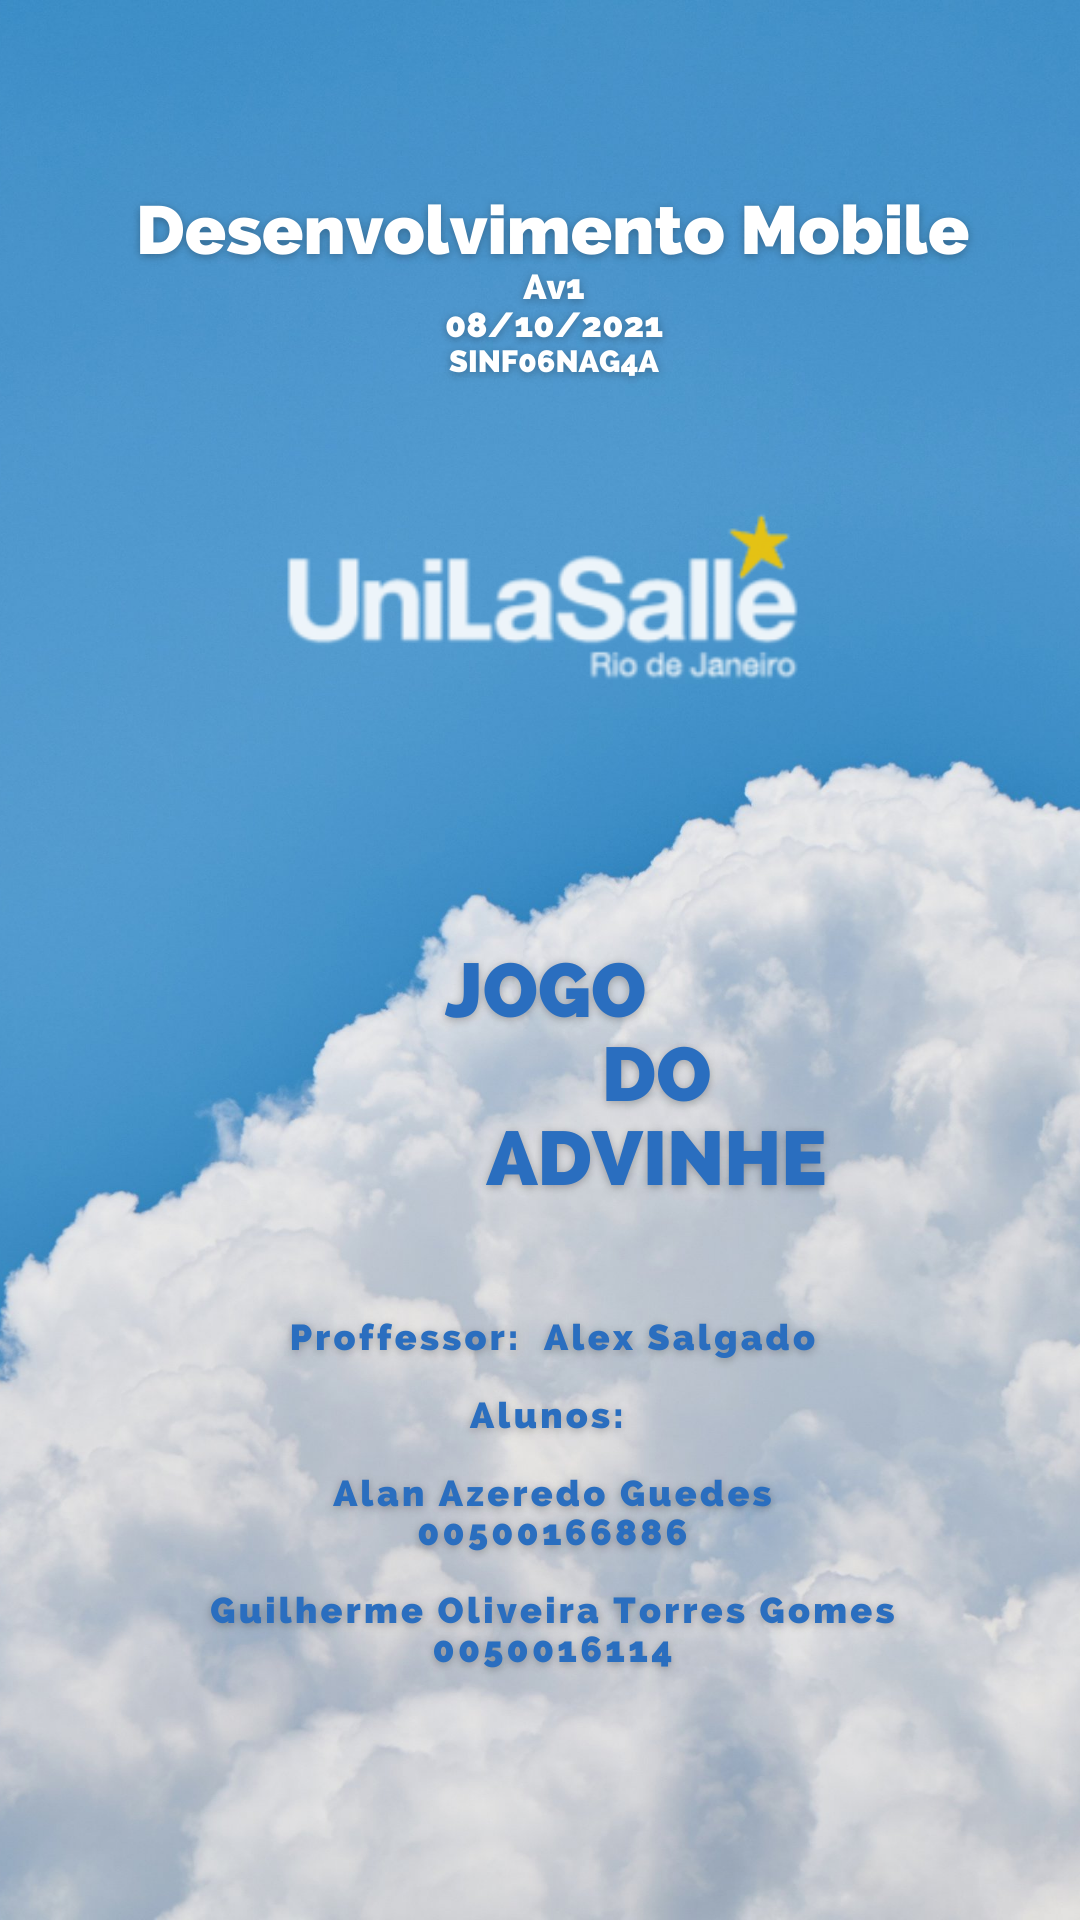 Desenvolvimento Mobile
Av1
08/10/2021
SINF06NAG4A
UniLaSalle
Rio de Janeiro
JOGO
DO
ADVINHE
Proffessor: Alex Salgado
Alunos:
Alan Azeredo Guedes
00500166886
Guilherme Oliveira Torres Gomes
0050016114